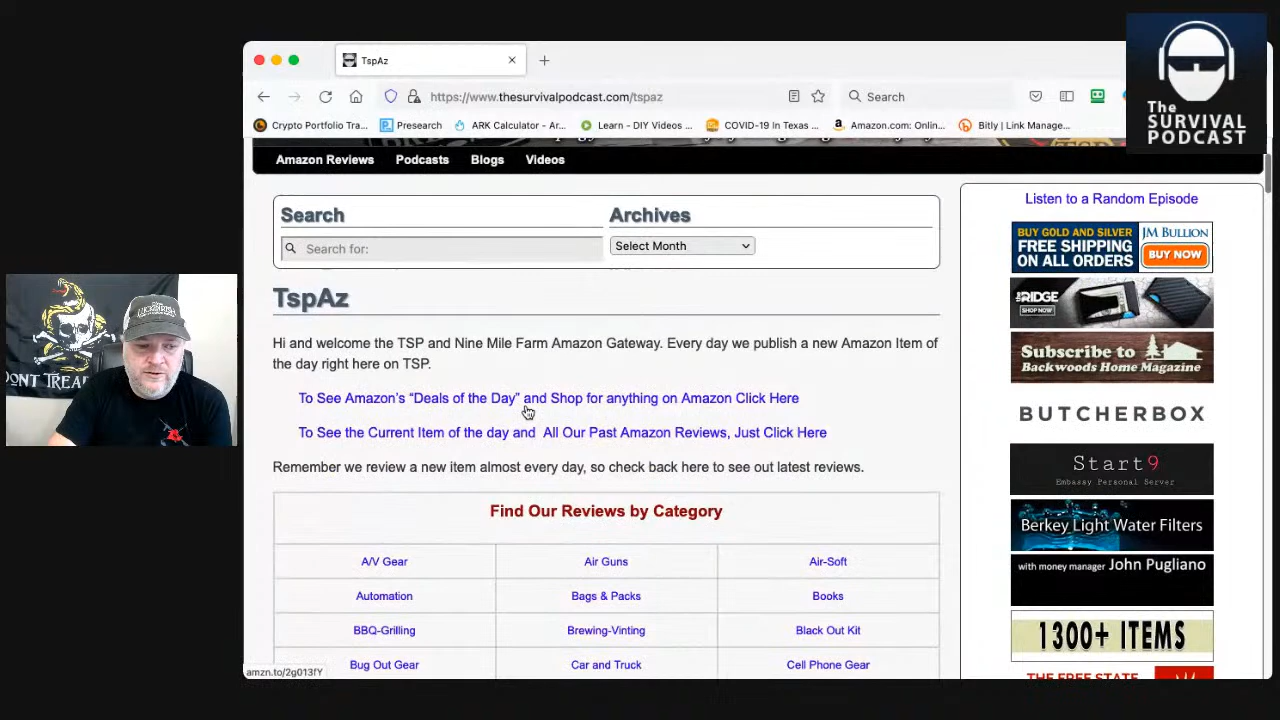 TspAz
https://www.thesurvivalpodcast.com/tspaz
Search
The
SURVIVAL
PODCAST
Crypto Portfolio Tra...
Presearch
ARK Calculator - Ar...
Learn - DIY Videos ...
COVID-19 In Texas ...
Amazon.com: Onlin...
Bitly | Link Manage...
Amazon Reviews
Podcasts
Blogs
Videos
Search
Archives
Search for:
Select Month
TspAz
Hi and welcome the TSP and Nine Mile Farm Amazon Gateway. Every day we publish a new Amazon Item of
the day right here on TSP.
To See Amazon's “Deals of the Day” and Shop for anything on Amazon Click Here
To See the Current Item of the day and All Our Past Amazon Reviews, Just Click Here
Remember we review a new item almost every day, so check back here to see out latest reviews.
Find Our Reviews by Category
A/V Gear
Air Guns
Air-Soft
Automation
Bags & Packs
Books
BBQ-Grilling
Brewing-Vinting
Black Out Kit
Bug Out Gear
Car and Truck
Cell Phone Gear
amzn.to/2g013fY
Listen to a Random Episode
BUY GOLD AND SILVER
FREE SHIPPING
ON ALL ORDERS
JM BULLION
BUY NOW
RIDGE
SHOP NOW
Subscribe to
Backwoods Home Magazine
BUTCHERBOX
Start9
Embassy Personal Server
Berkey Light Water Filters
with money manager John Pugliano
1300+ ITEMS
THE FREE STATE
DONT TREA